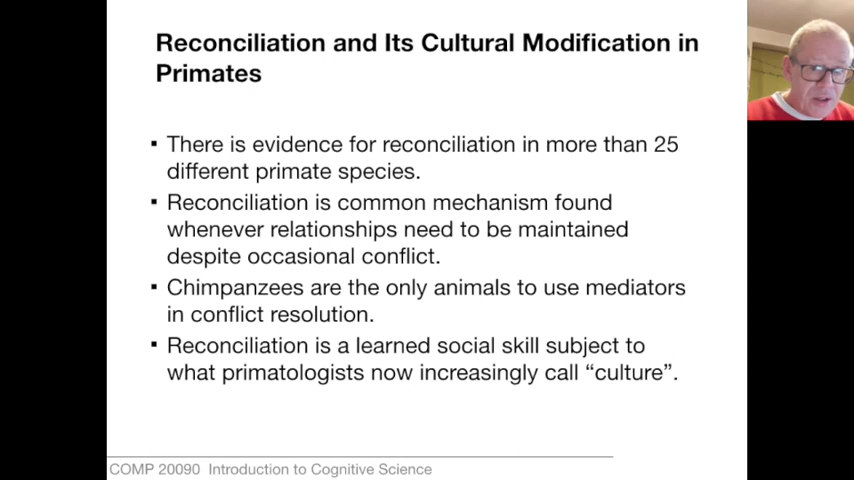 Reconciliation and Its Cultural Modification in
Primates
▪ There is evidence for reconciliation in more than 25
different primate species.
▪ Reconciliation is common mechanism found
whenever relationships need to be maintained
despite occasional conflict.
▪ Chimpanzees are the only animals to use mediators
in conflict resolution.
▪ Reconciliation is a learned social skill subject to
what primatologists now increasingly call “culture”.
COMP 20090 Introduction to Cognitive Science